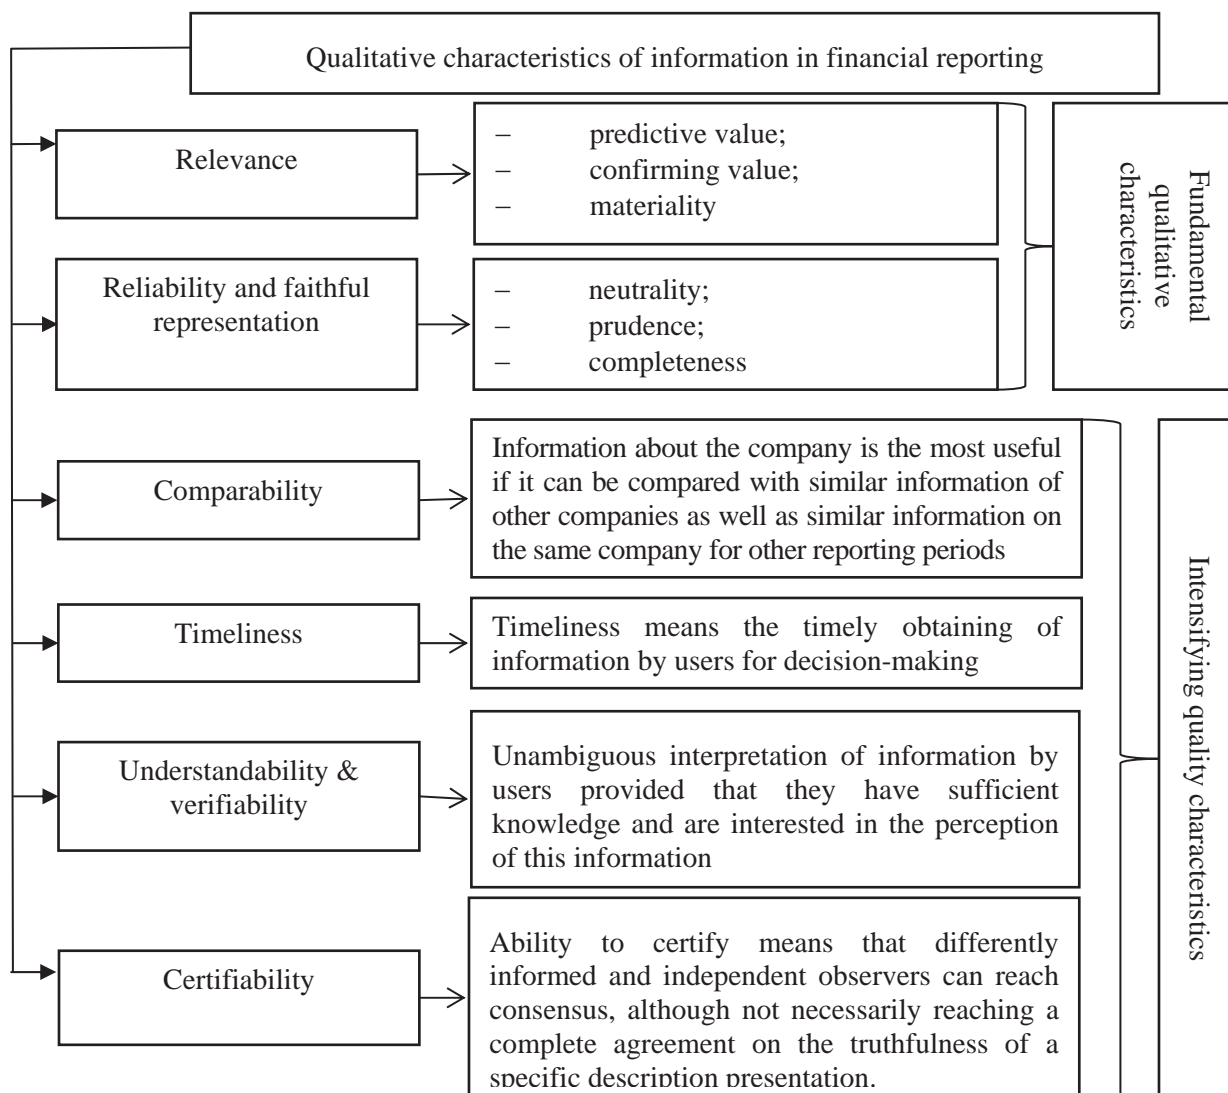 Qualitative characteristics of information in financial reporting
Relevance
– predictive value;
– confirming value;
– materiality
Fundamental
qualitative
characteristics
Reliability and faithful
representation
– neutrality;
– prudence;
– completeness
Comparability
Information about the company is the most useful
if it can be compared with similar information of
other companies as well as similar information on
the same company for other reporting periods
Timeliness
Timeliness means the timely obtaining of
information by users for decision-making
Intensifying quality characteristics
Understandability &
verifiability
Unambiguous interpretation of information by
users provided that they have sufficient
knowledge and are interested in the perception
of this information
Certifiability
Ability to certify means that differently
informed and independent observers can reach
consensus, although not necessarily reaching a
complete agreement on the truthfulness of a
specific description presentation.